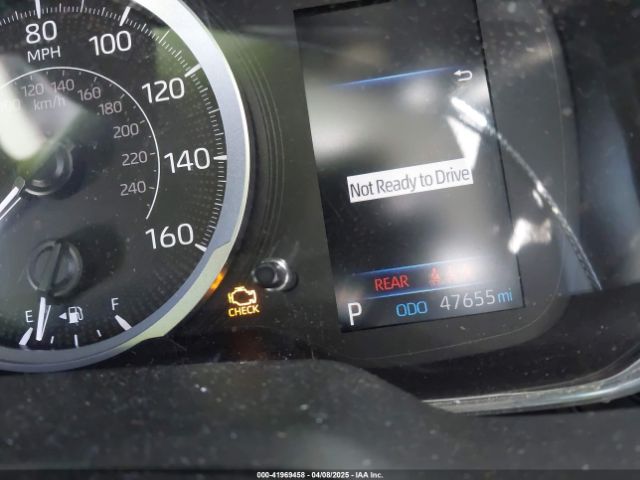 80
MPH
100
120
140
160
120 140
km/h
160
180
200
220
240
E
F
CHECK
Not Ready to Drive
REAR
P ODO 47655 mi
000-41969458 - 04/08/2025 - IAA Inc.